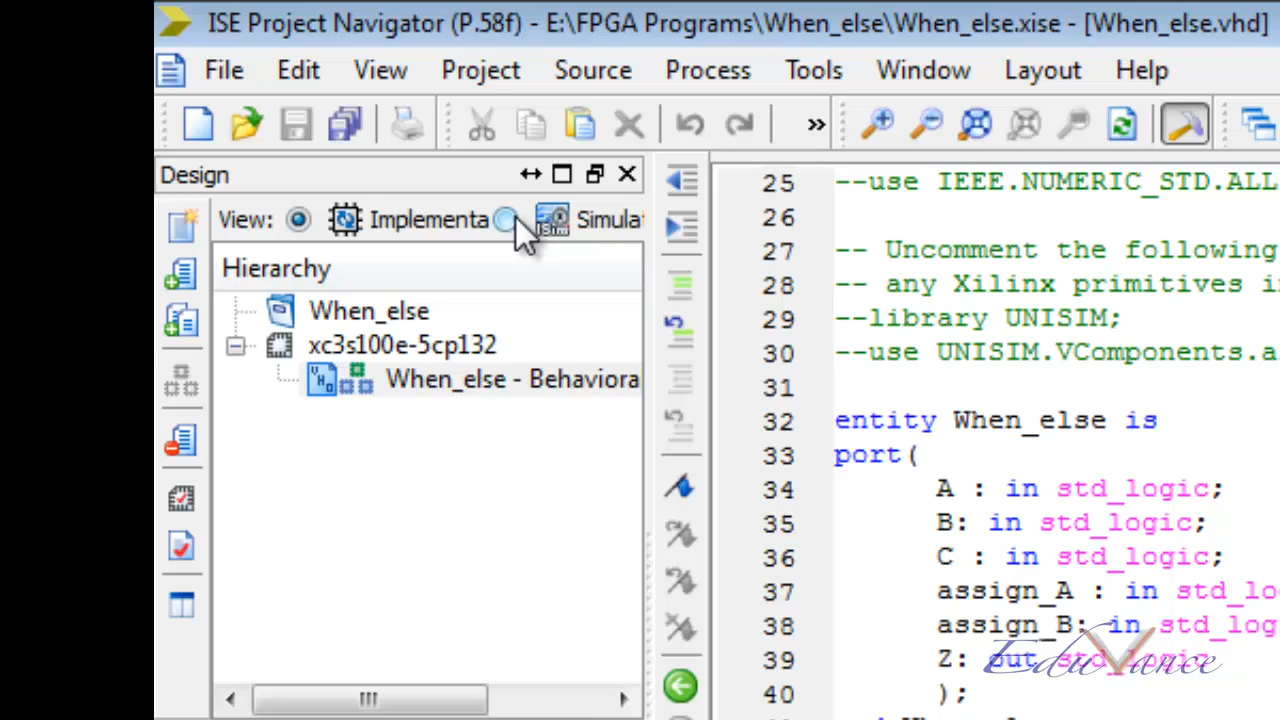 ISE Project Navigator (P.58f) - E:\FPGA Programs\When_else\When_else.xise - [When_else.vhd]
File Edit View Project Source Process Tools Window Layout Help
»
Design
View: Implementa Simulat
Hierarchy
When_else
xc3s100e-5cp132
When_else - Behaviora
25 --use IEEE.NUMERIC_STD.ALL
26
27 -- Uncomment the following
28 -- any Xilinx primitives i
29 --library UNISIM;
30 --use UNISIM.VComponents.a
31
32 entity When_else is
33 port(
34 A : in std_logic;
35 B: in std_logic;
36 C : in std_logic;
37 assign_A : in std_lo
38 assign_B: in std_log
39 Z: out std_logic
40 );
EduVance